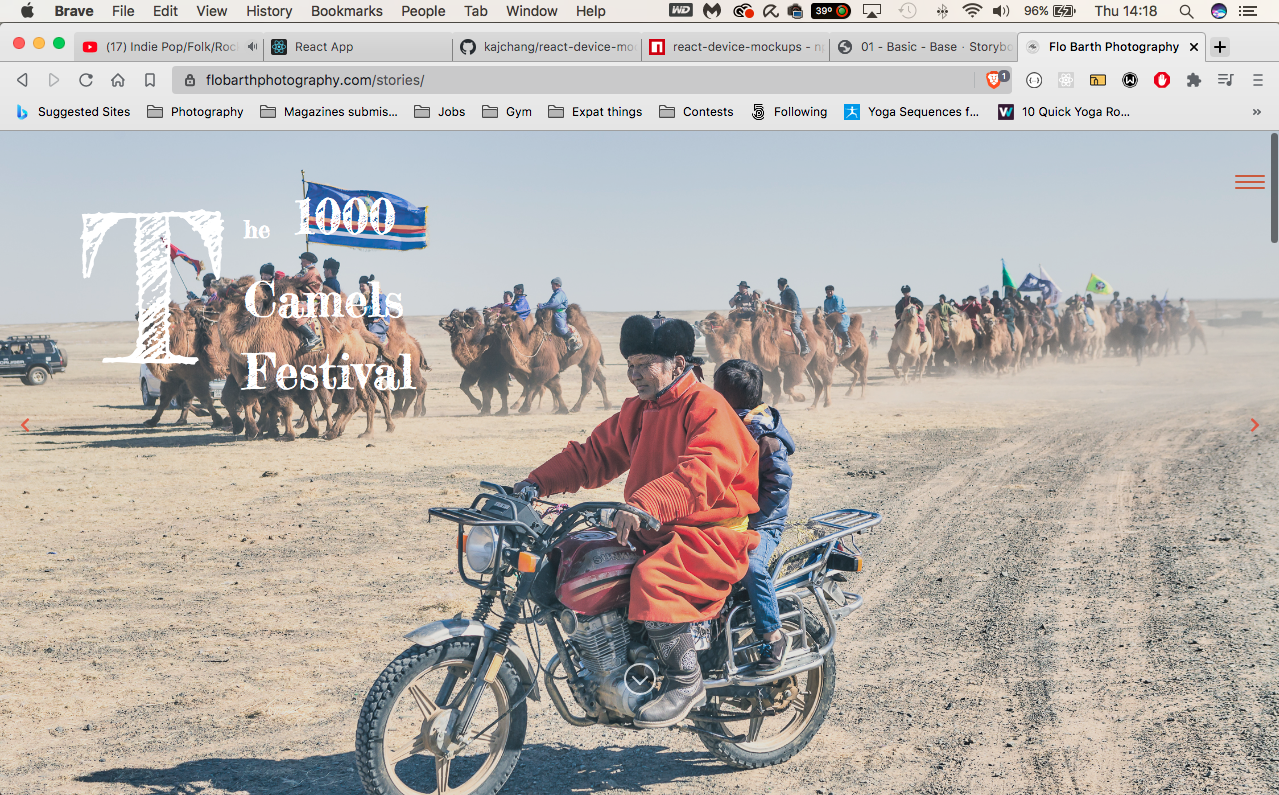 Brave File Edit View History Bookmarks People Tab Window Help WD 39° 96% Thu 14:18
(17) Indie Pop/Folk/Roc React App kajchang/react-device-mo react-device-mockups - n 01 - Basic - Base · Storybo Flo Barth Photography
flobarthphotography.com/stories/ 1
Suggested Sites Photography Magazines submis... Jobs Gym Expat things Contests Following Yoga Sequences f... 10 Quick Yoga Ro... »
The 1000
Camels
Festival